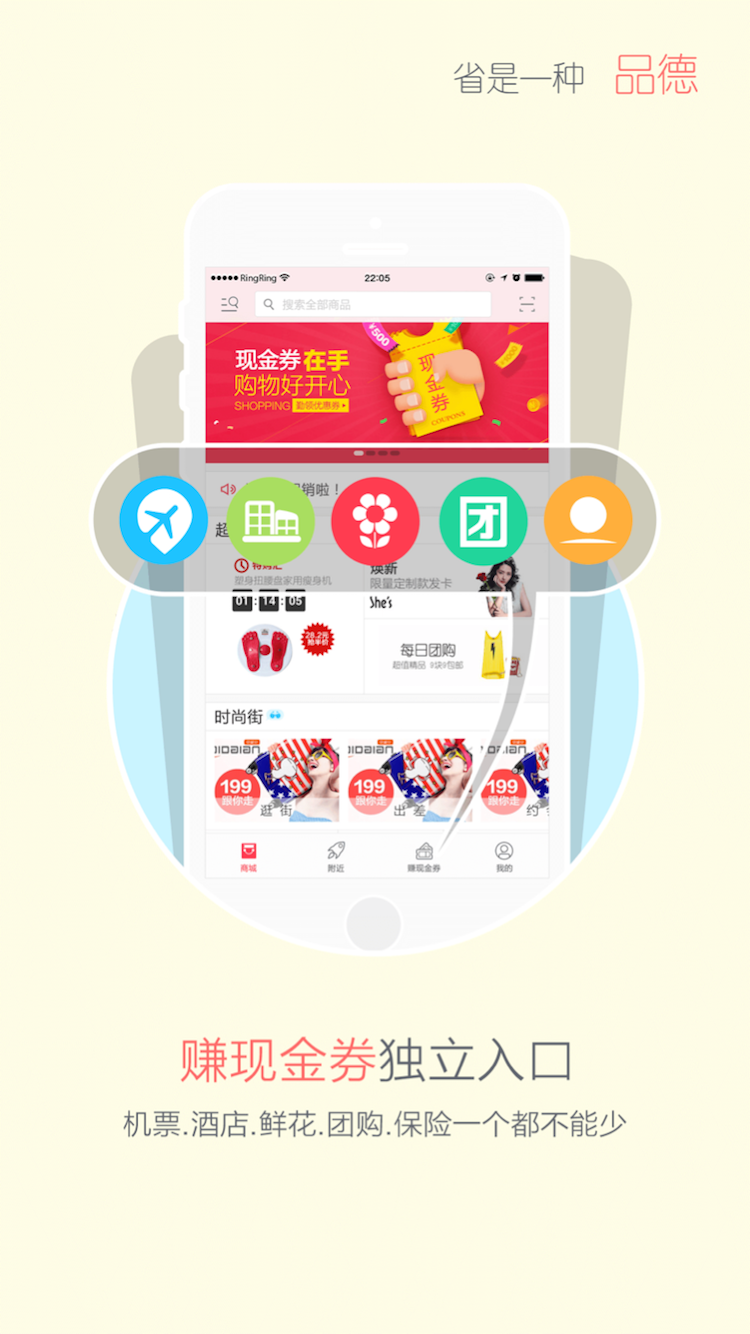 省是一种 品德
RingRing 22:05
搜索全部商品
¥500
现金券在手
购物好开心
SHOPPING 勤领优惠券
现金券
COUPONS
500
销啦!
团
超
特购汇
塑身扭腰盘家用瘦身机
01:14:05
28.2元
抢半价
焕新
限量定制款发卡
She's
每日团购
超值精品 9块9包邮
时尚街
199
跟你走
逛街
199
跟你走
出差
199
跟你走
约
商城 附近 赚现金券 我的
赚现金券独立入口
机票.酒店.鲜花.团购.保险一个都不能少